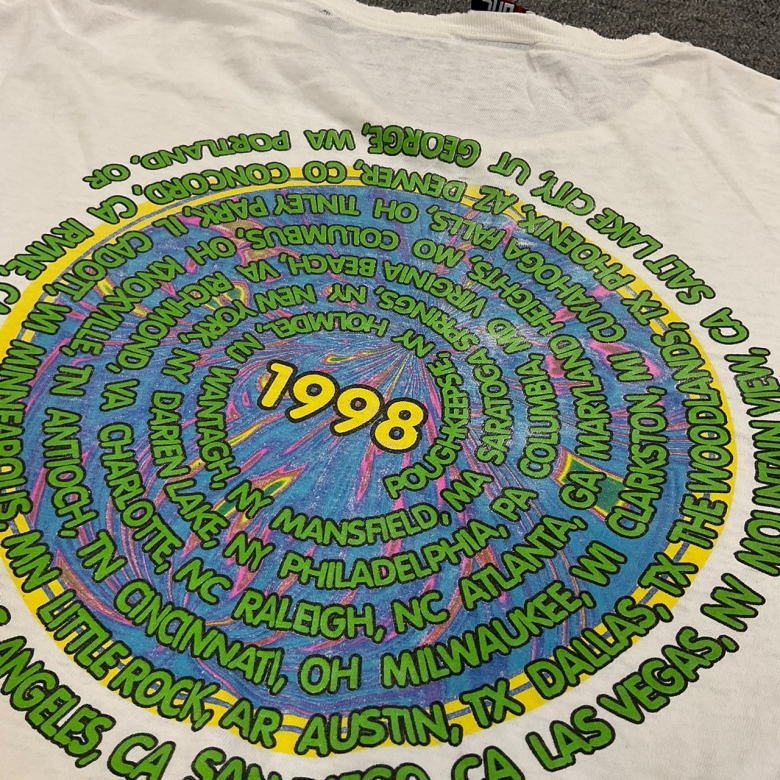 1998
POUGHKEEPSIE, NY
HOLMDEL, NJ
WANTAGH, NY
MANSFIELD, MA
SARATOGA SPRINGS, NY
NEW YORK, NY
DARIEN LAKE, NY
PHILADELPHIA, PA
COLUMBIA, MD
VIRGINIA BEACH, VA
RICHMOND, VA
CHARLOTTE, NC
RALEIGH, NC
ATLANTA, GA
MARYLAND HEIGHTS, MO
COLUMBUS, OH
KNOXVILLE, TN
ANTIOCH, TN
CINCINNATI, OH
MILWAUKEE, WI
CLARKSTON, MI
CUYAHOGA FALLS, OH
TINLEY PARK, IL
CADOTT, WI
MINNEAPOLIS, MN
LITTLE ROCK, AR
AUSTIN, TX
DALLAS, TX
THE WOODLANDS, TX
PHOENIX, AZ
DENVER, CO
CONCORD, CA
IRVINE,
ANGELES, CA
SAN DIEGO, CA
LAS VEGAS, NV
MOUNTAIN VIEW, CA
SALT LAKE CITY, UT
GEORGE, WA
PORTLAND, OR